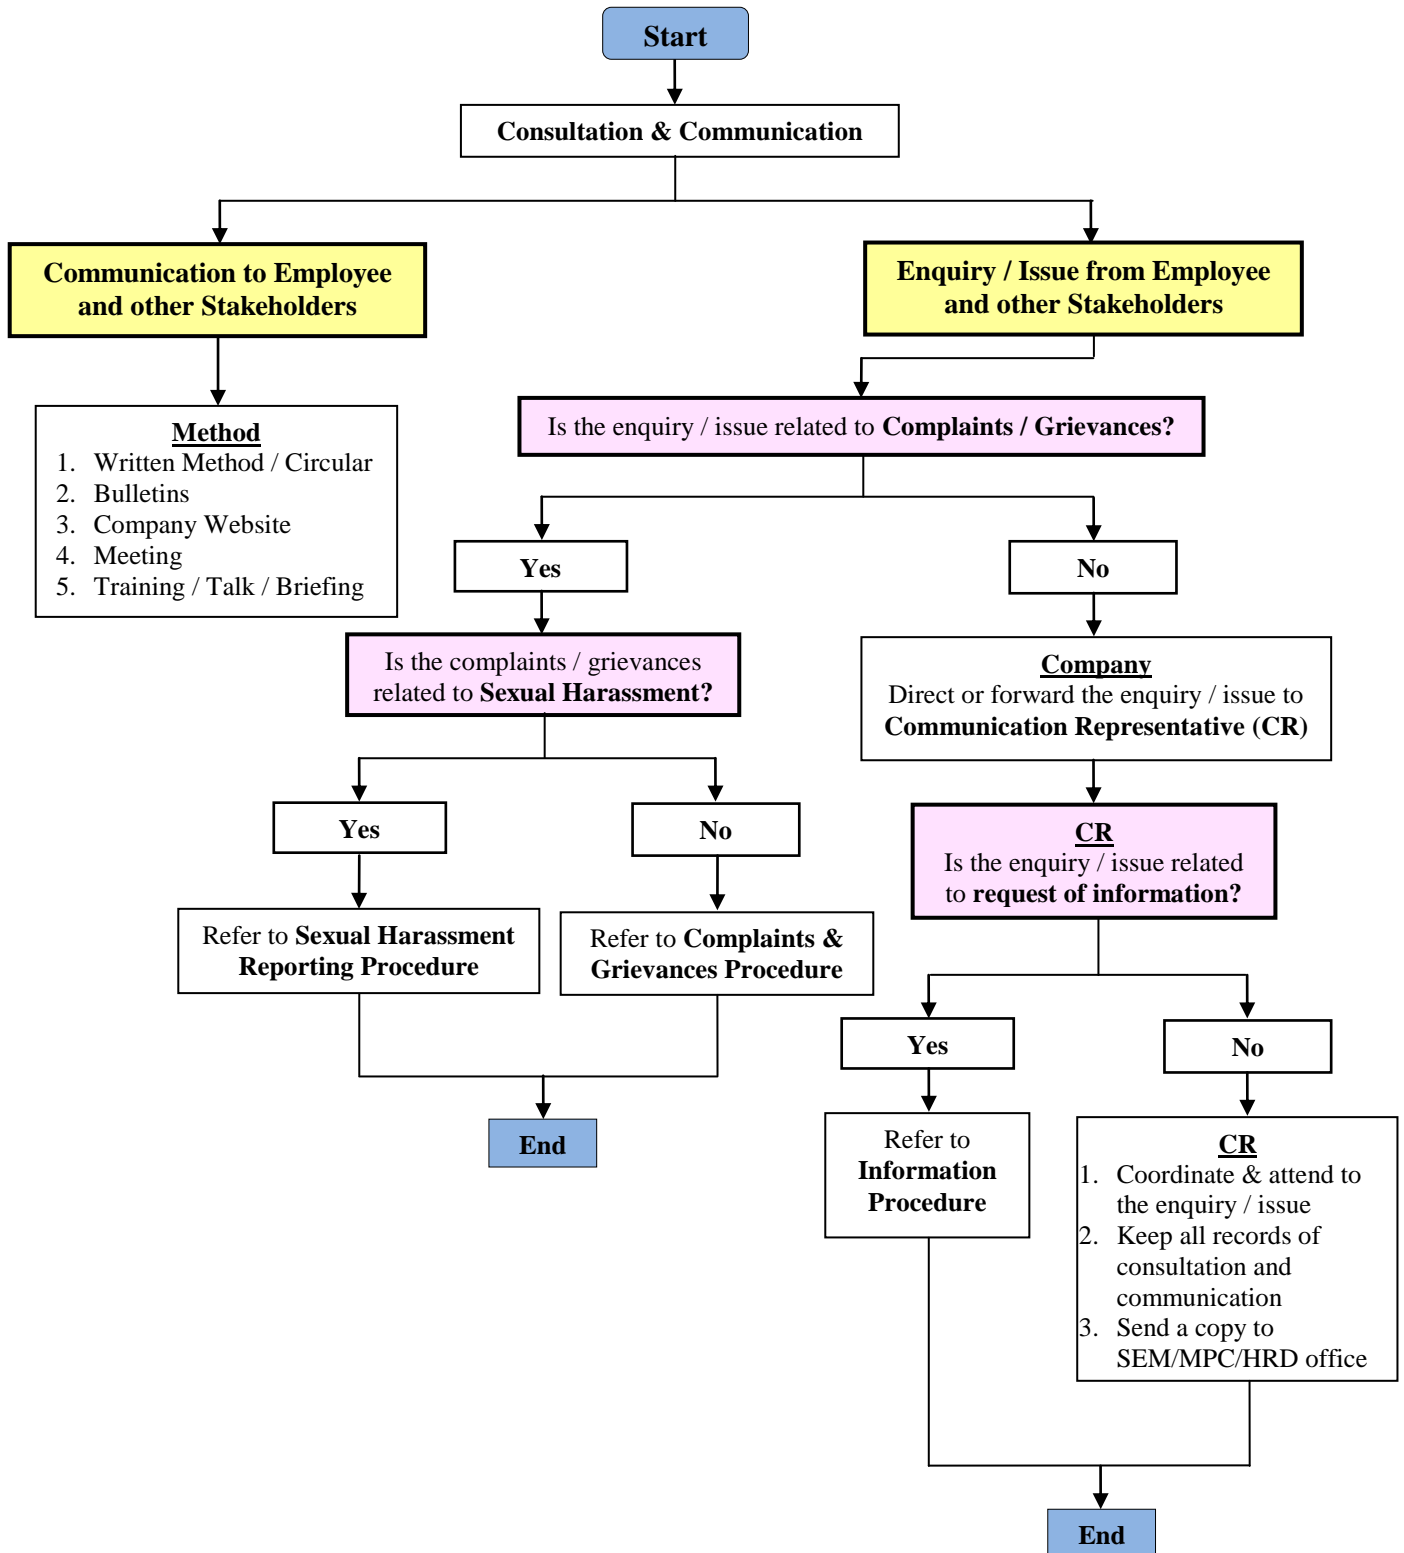 Start
Consultation & Communication
Communication to Employee
and other Stakeholders
Enquiry / Issue from Employee
and other Stakeholders
Method
1. Written Method / Circular
2. Bulletins
3. Company Website
4. Meeting
5. Training / Talk / Briefing
Is the enquiry / issue related to Complaints / Grievances?
Yes
No
Is the complaints / grievances
related to Sexual Harassment?
Company
Direct or forward the enquiry / issue to
Communication Representative (CR)
Yes
No
CR
Is the enquiry / issue related
to request of information?
Refer to Sexual Harassment
Reporting Procedure
Refer to Complaints &
Grievances Procedure
Yes
No
End
Refer to
Information
Procedure
CR
1. Coordinate & attend to
the enquiry / issue
2. Keep all records of
consultation and
communication
3. Send a copy to
SEM/MPC/HRD office
End